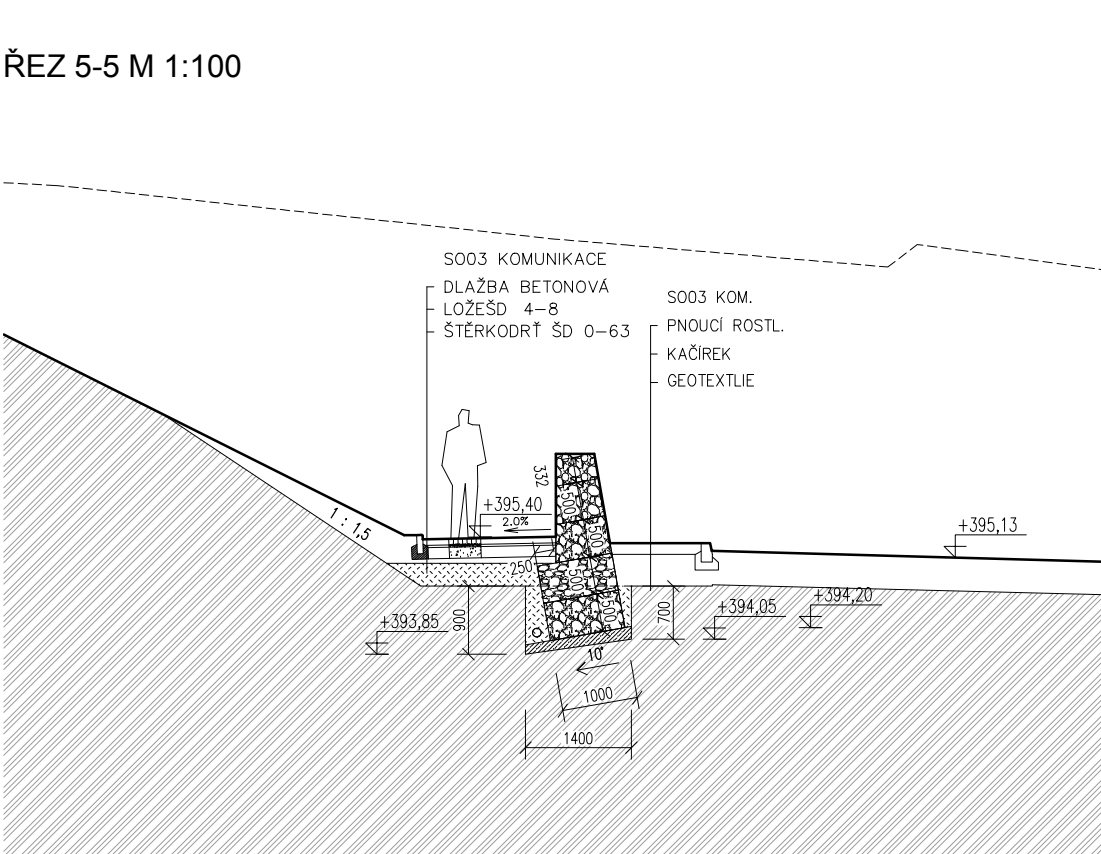 ŘEZ 5-5 M 1:100
SO03 KOMUNIKACE
DLAŽBA BETONOVÁ
LOŽEŠD 4-8
ŠTĚRKODRŤ ŠD 0-63
SO03 KOM.
PNOUCÍ ROSTL.
KAČÍREK
GEOTEXTLIE
332
+395,40
2.0%
500
500
500
500
250
1 : 1,5
+395,13
+393,85
900
700
+394,05
+394,20
10°
1000
1400